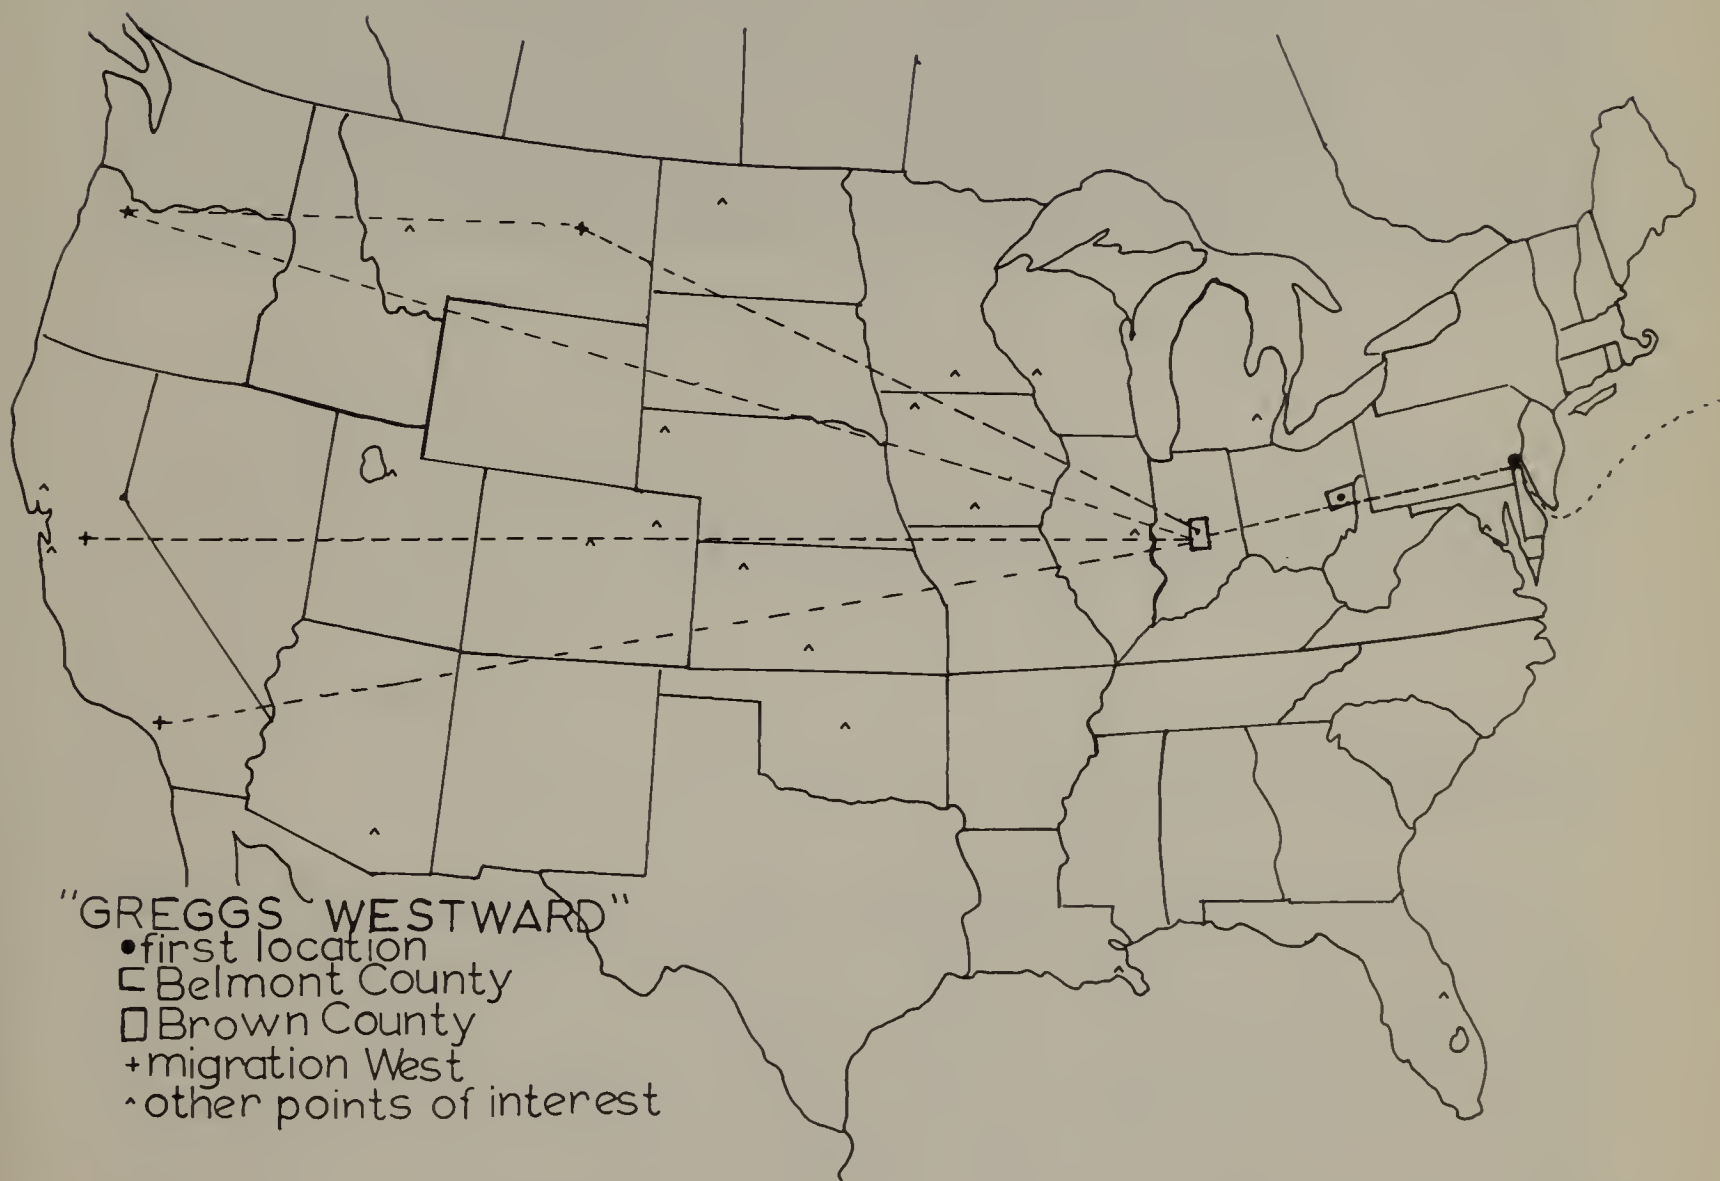 "GREGGS WESTWARD"
•first location
⊏ Belmont County
□ Brown County
+migration West
^other points of interest